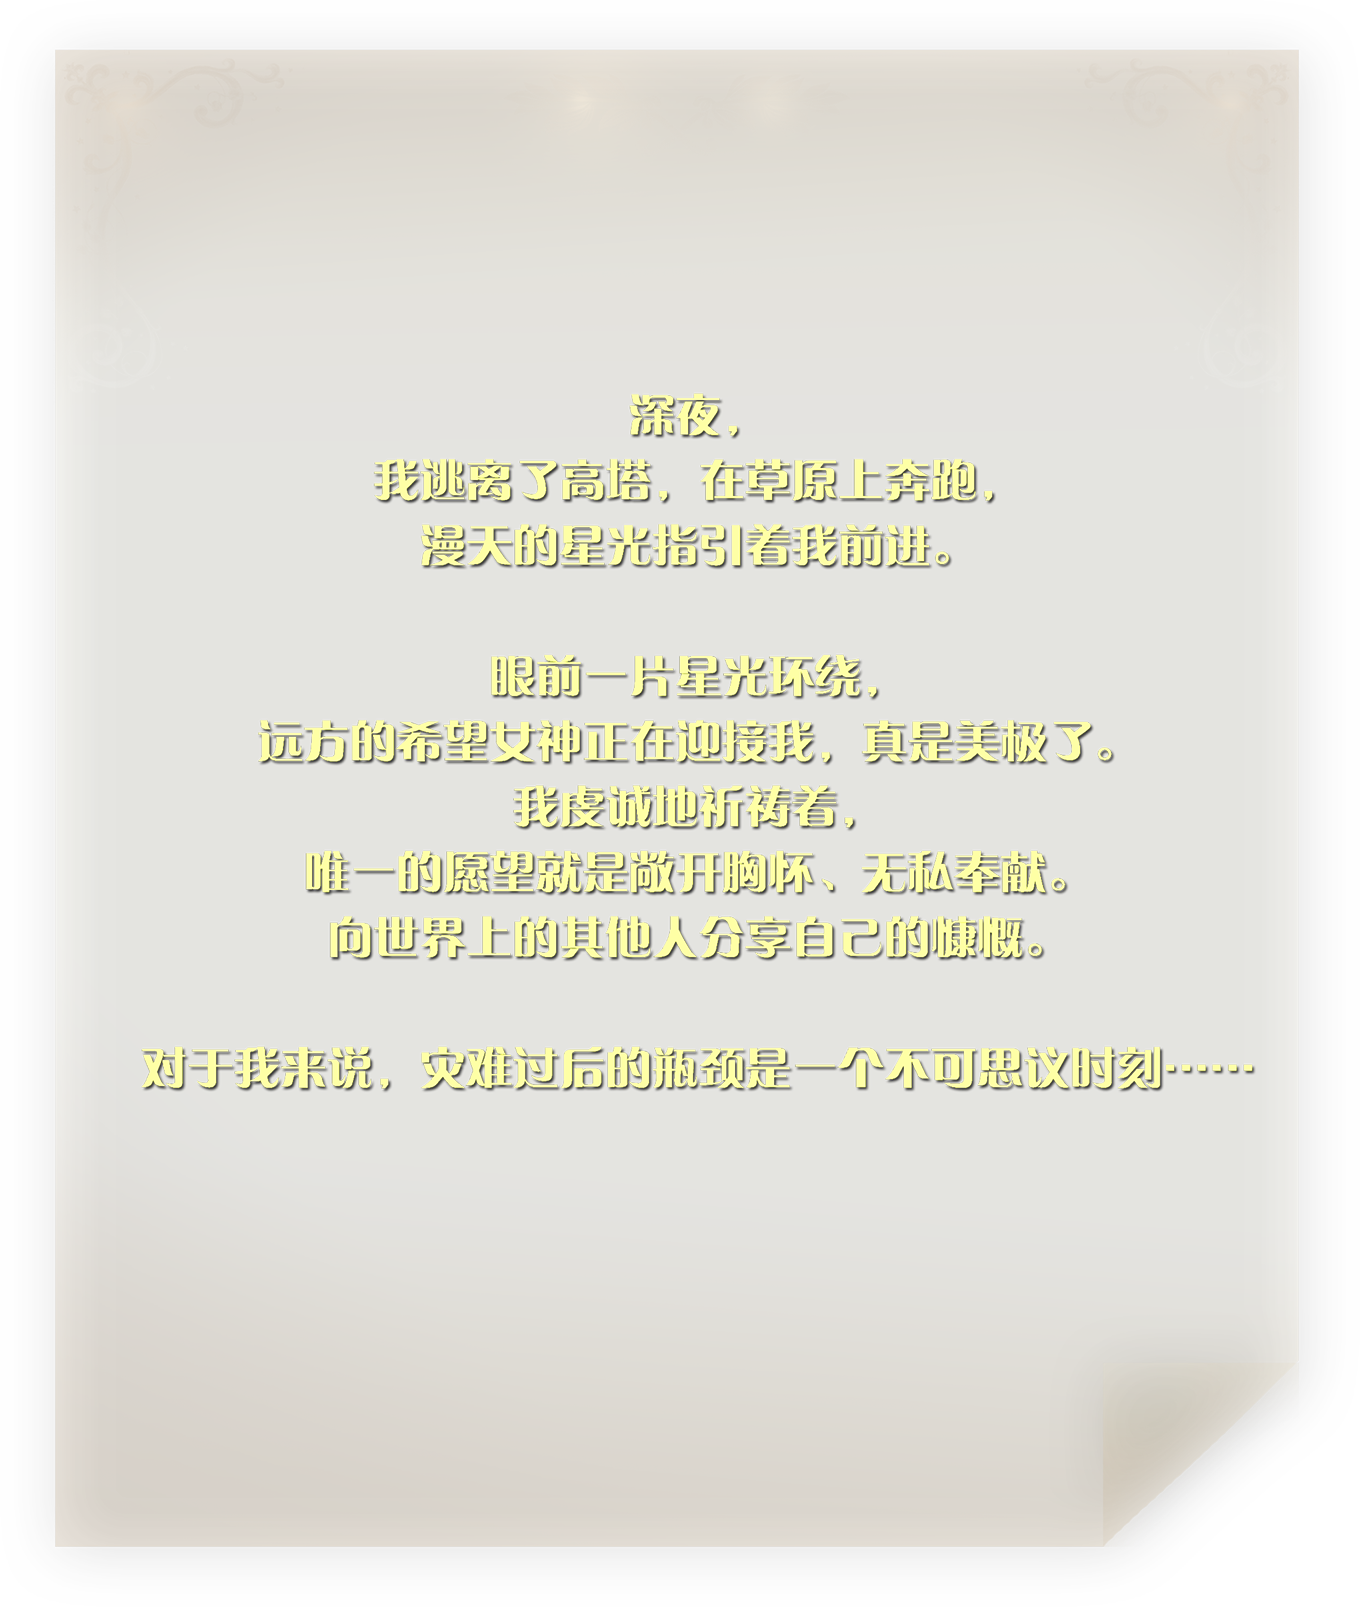 深夜，
我逃离了高塔，在草原上奔跑，
漫天的星光指引着我前进。
眼前一片星光环绕，
远方的希望女神正在迎接我，真是美极了。
我虔诚地祈祷着，
唯一的愿望就是敞开胸怀、无私奉献。
向世界上的其他人分享自己的慷慨。
对于我来说，灾难过后的瓶颈是一个不可思议时刻……